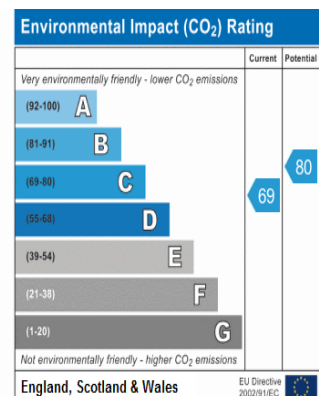 Environmental Impact (CO₂) Rating
Current Potential
Very environmentally friendly - lower CO₂ emissions
(92-100) A
(81-91) B
(69-80) C
(55-68) D
(39-54) E
(21-38) F
(1-20) G
69
80
Not environmentally friendly - higher CO₂ emissions
England, Scotland & Wales
EU Directive
2002/91/EC